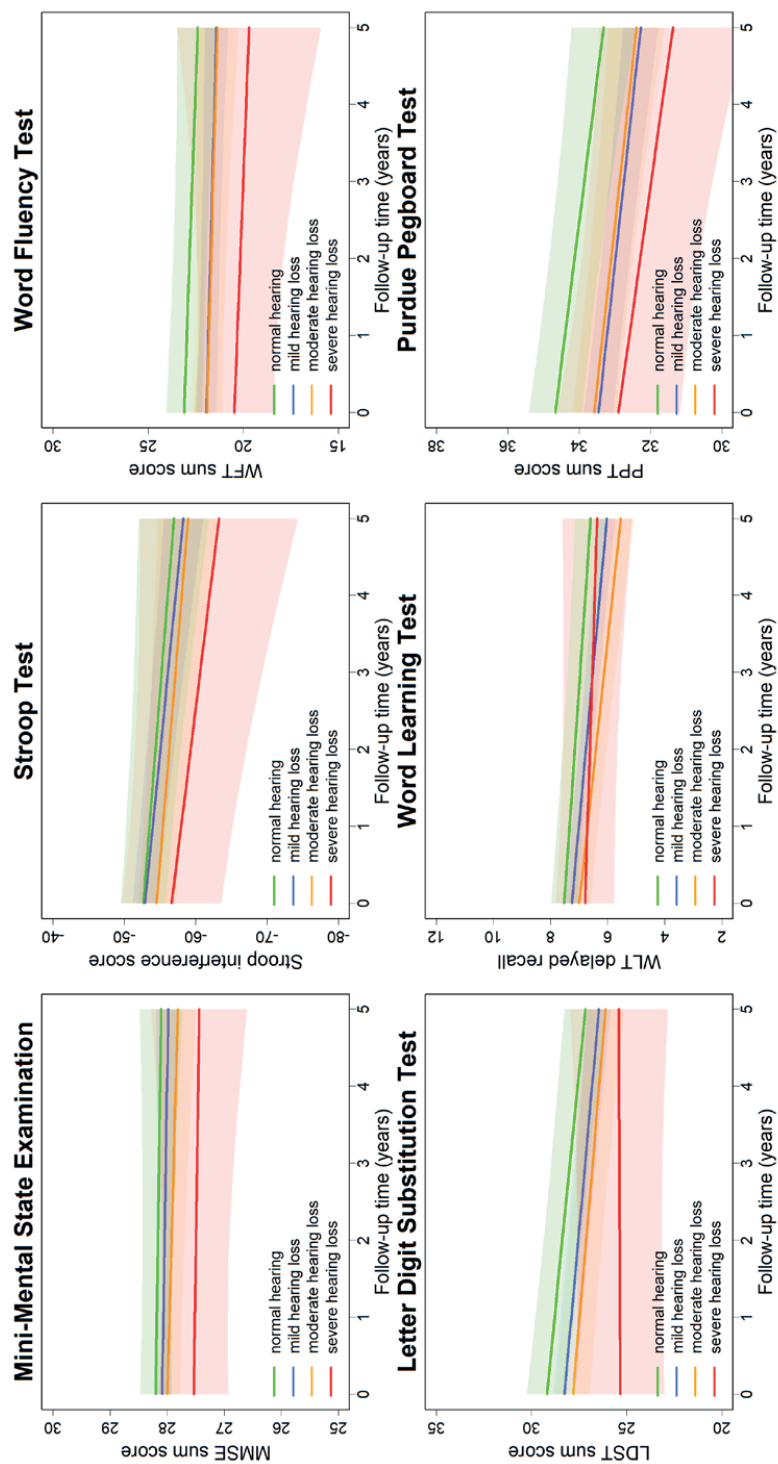 Mini-Mental State Examination
MMSE sum score
30
29
28
27
26
25
normal hearing
mild hearing loss
moderate hearing loss
severe hearing loss
0 1 2 3 4 5
Follow-up time (years)
Stroop Test
Stroop interference score
-40
-50
-60
-70
-80
normal hearing
mild hearing loss
moderate hearing loss
severe hearing loss
0 1 2 3 4 5
Follow-up time (years)
Word Fluency Test
WFT sum score
30
25
20
15
normal hearing
mild hearing loss
moderate hearing loss
severe hearing loss
0 1 2 3 4 5
Follow-up time (years)
Letter Digit Substitution Test
LDST sum score
35
30
25
20
normal hearing
mild hearing loss
moderate hearing loss
severe hearing loss
0 1 2 3 4 5
Follow-up time (years)
Word Learning Test
WLT delayed recall
12
10
8
6
4
2
normal hearing
mild hearing loss
moderate hearing loss
severe hearing loss
0 1 2 3 4 5
Follow-up time (years)
Purdue Pegboard Test
PPT sum score
38
36
34
32
30
normal hearing
mild hearing loss
moderate hearing loss
severe hearing loss
0 1 2 3 4 5
Follow-up time (years)